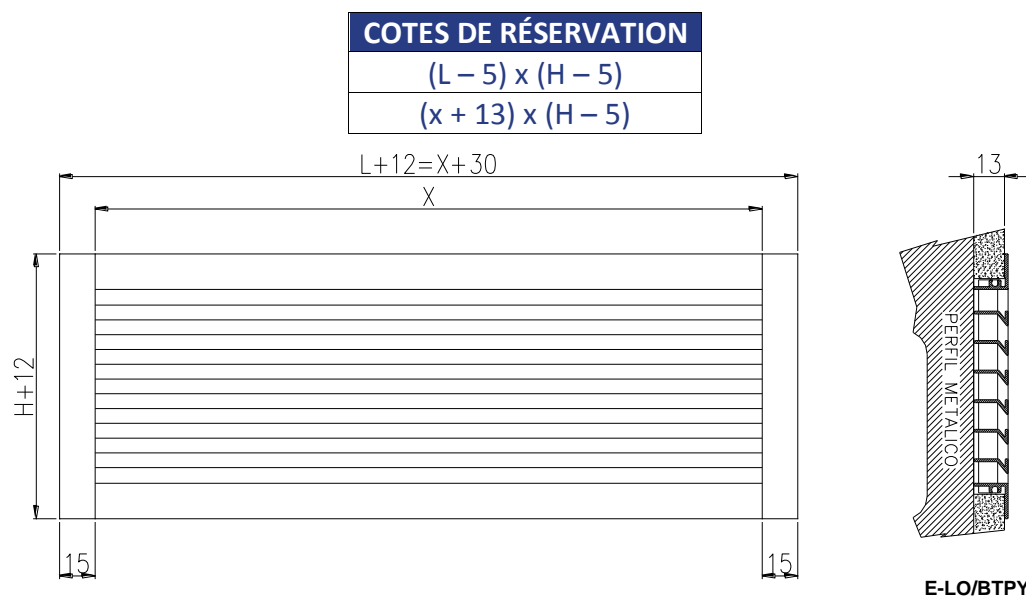 COTES DE RÉSERVATION
(L – 5) x (H – 5)
(x + 13) x (H – 5)
L+12=X+30
X
13
H+12
PERFIL METALICO
15
15
E-LO/BTPY